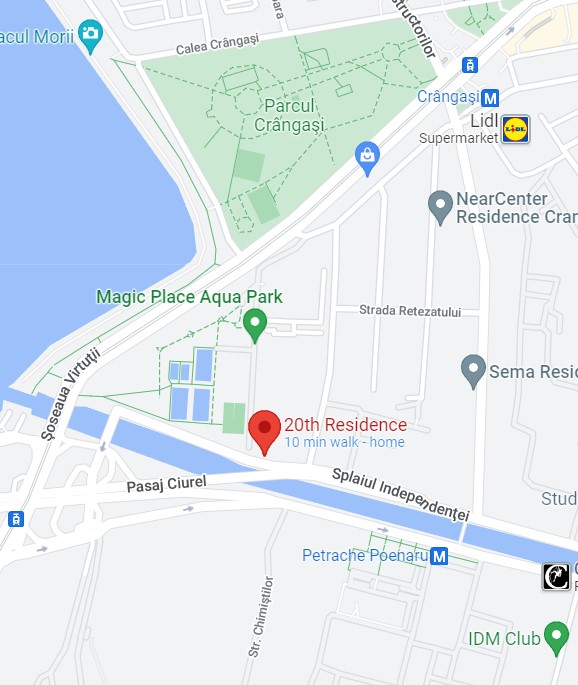 acul Morii
Calea Crângași
Parcul
Crângași
Crângași M
Lidl
Supermarket
LIDL
NearCenter
Residence Cran
Magic Place Aqua Park
Strada Retezatului
Sema Resid
Șoseaua Virtuții
20th Residence
10 min walk - home
Pasaj Ciurel
Splaiul Independenței
Stud
Petrache Poenaru M
Str. Chimiștilor
IDM Club